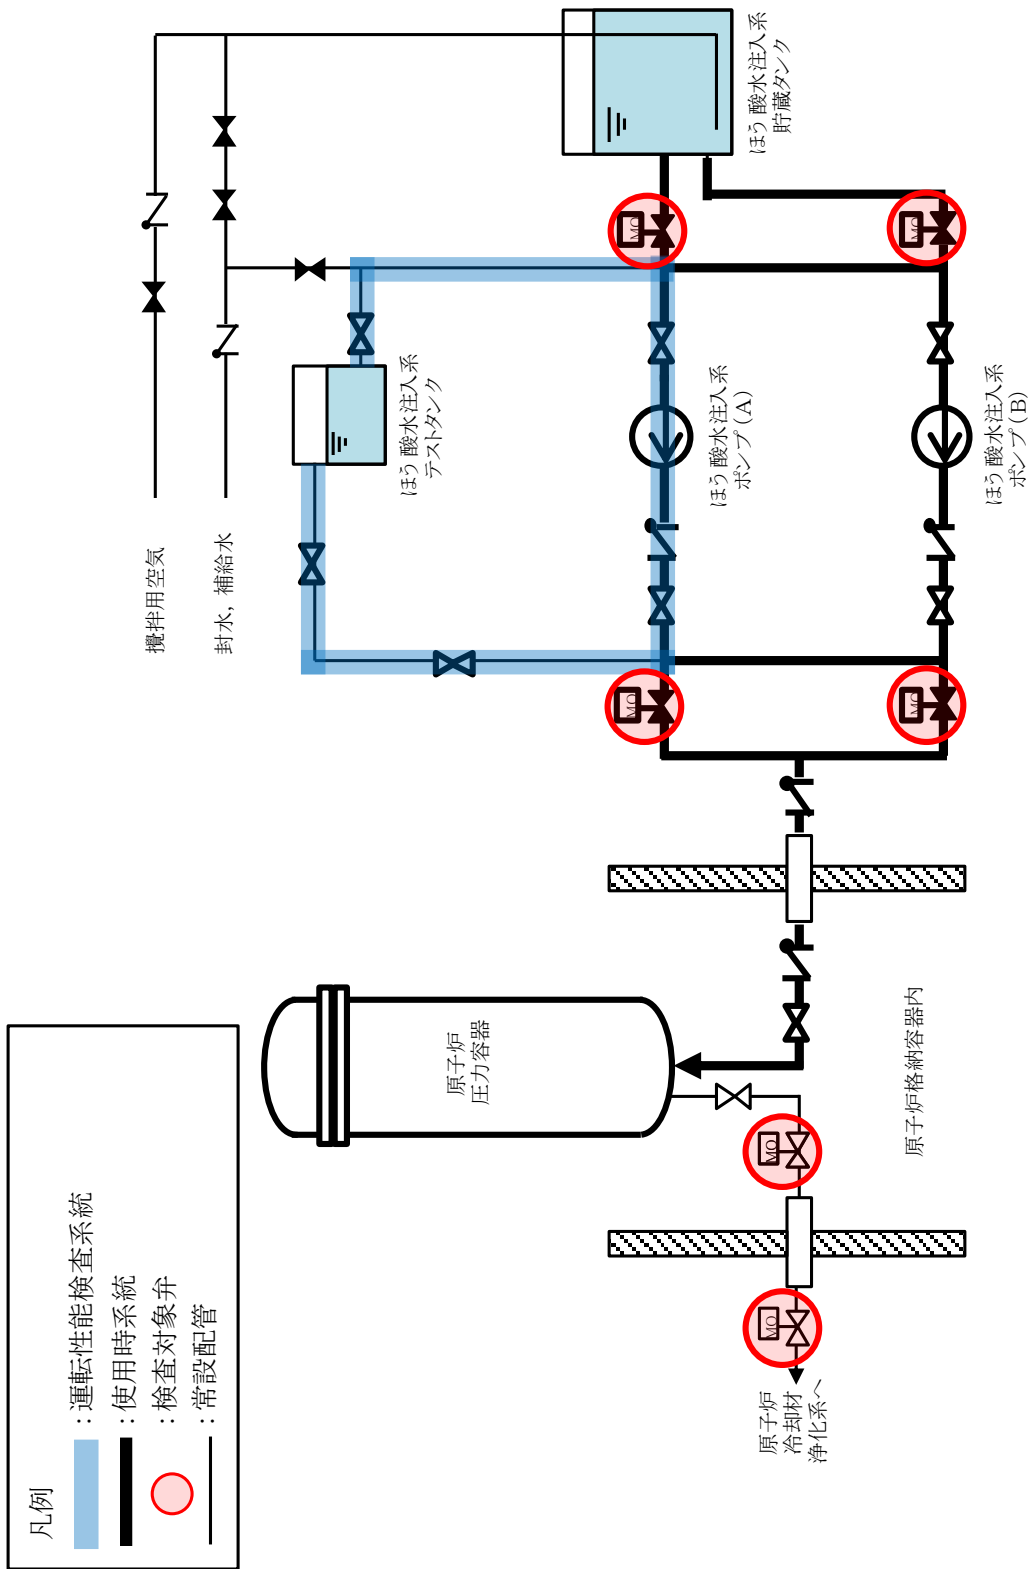 ほう酸水注入系
貯蔵タンク
MO
MO
ほう酸水注入系
テストタンク
ほう酸水注入系
ポンプ(A)
ほう酸水注入系
ポンプ(B)
攪拌用空気
封水，補給水
MO
MO
原子炉
圧力容器
原子炉格納容器内
MO
MO
原子炉
冷却材
浄化系へ
凡例
：運転性能検査系統
：使用時系統
：検査対象弁
：常設配管